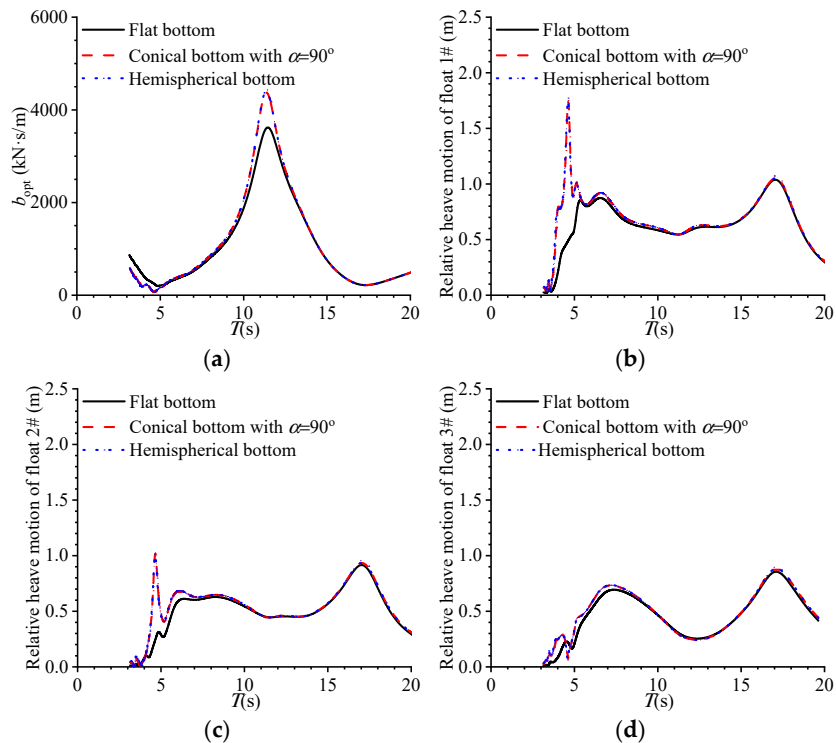 6000
4000
2000
0
b_opt (kN·s/m)
Flat bottom
Conical bottom with α=90°
Hemispherical bottom
0 5 10 15 20
T(s)
(a)
2.5
2.0
1.5
1.0
0.5
0.0
Relative heave motion of float 1# (m)
Flat bottom
Conical bottom with α=90°
Hemispherical bottom
0 5 10 15 20
T(s)
(b)
2.5
2.0
1.5
1.0
0.5
0.0
Relative heave motion of float 2# (m)
Flat bottom
Conical bottom with α=90°
Hemispherical bottom
0 5 10 15 20
T(s)
(c)
2.5
2.0
1.5
1.0
0.5
0.0
Relative heave motion of float 3# (m)
Flat bottom
Conical bottom with α=90°
Hemispherical bottom
0 5 10 15 20
T(s)
(d)